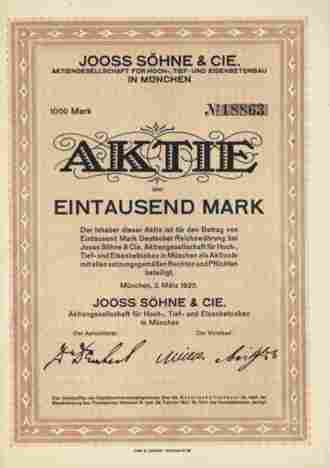 JOOSS SÖHNE & CIE.
AKTIENGESELLSCHAFT FÜR HOCH-, TIEF- UND EISENBETONBAU
IN MÜNCHEN
1000 Mark
№ 18863
AKTIE
über
EINTAUSEND MARK
Der Inhaber dieser Aktie ist für den Betrag von
Eintausend Mark Deutscher Reichswährung bei
Jooss Söhne & Cie. Aktiengesellschaft für Hoch-,
Tief- und Eisenbetonbau in München als Aktionär
mit allen satzungsgemäßen Rechten und Pflichten
beteiligt.
München, 2. März 1923.
JOOSS SÖHNE & CIE.
Aktiengesellschaft für Hoch-, Tief- und Eisenbetonbau
in München
Der Aufsichtsrat: Der Vorstand: